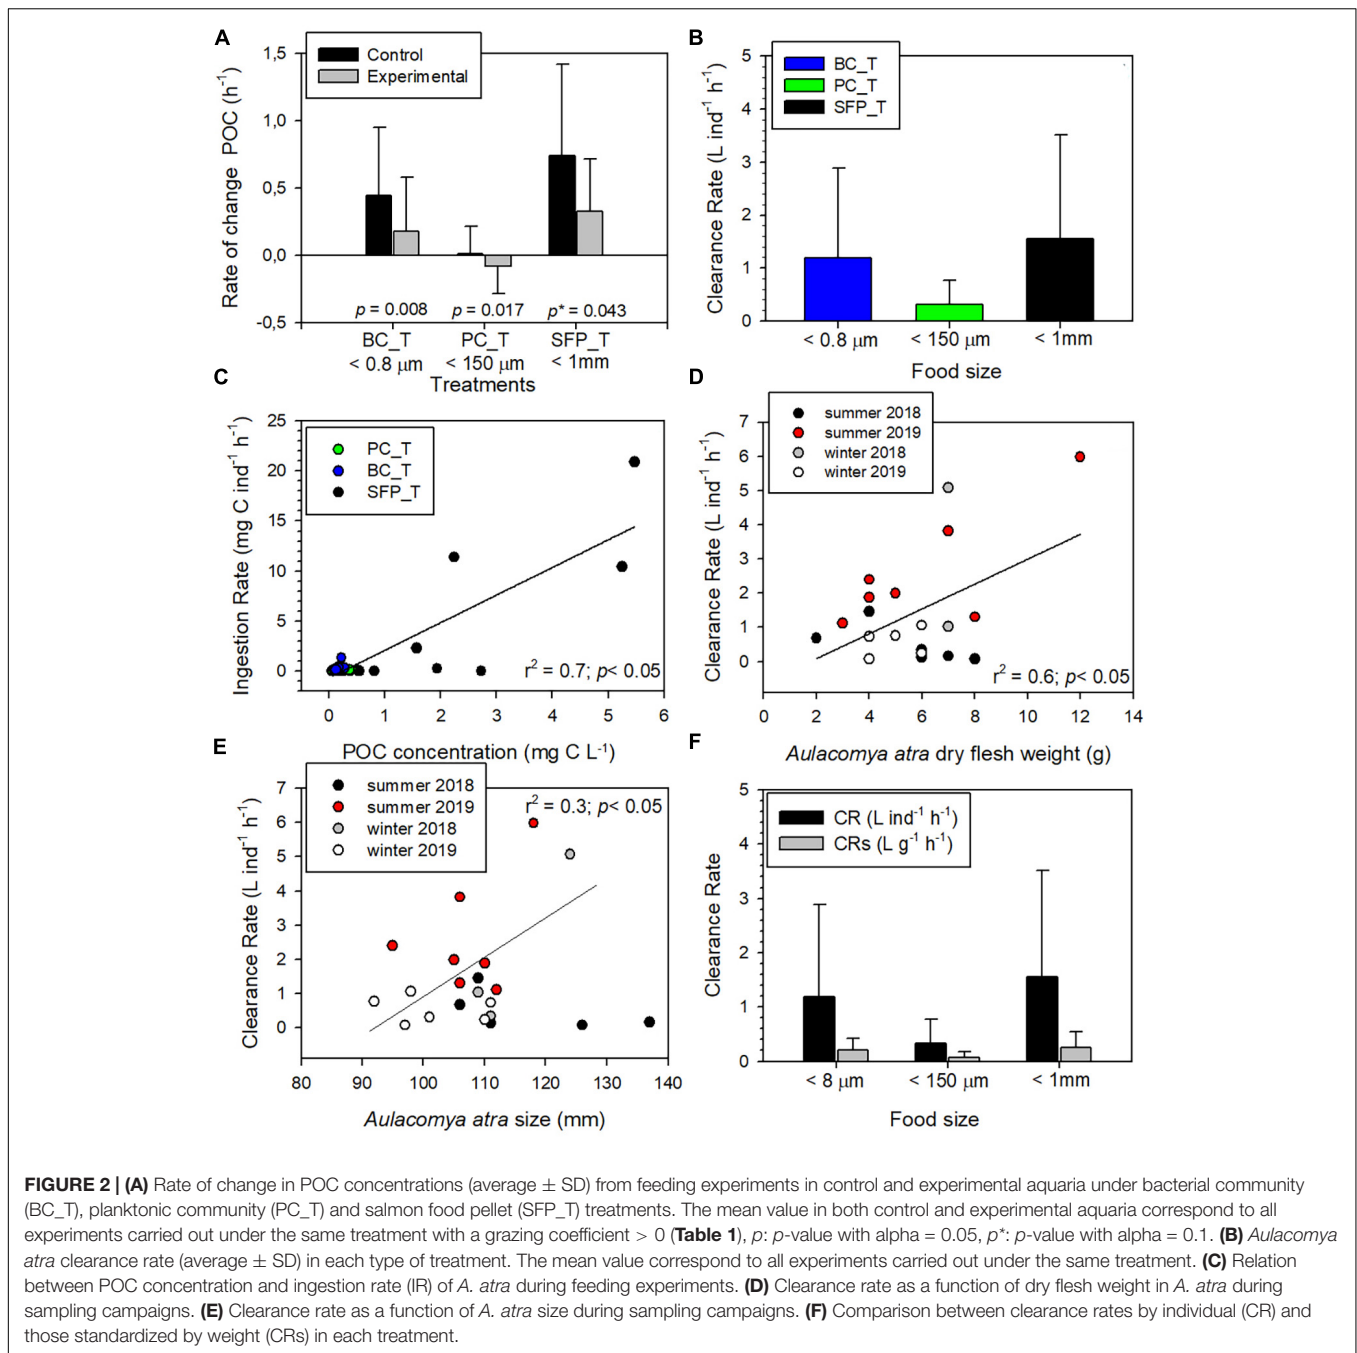 A
Control
Experimental
Rate of change POC (h-1)
1,5
1,0
0,5
0,0
-0,5
p = 0.008
p = 0.017
p* = 0.043
BC_T
PC_T
SFP_T
< 0.8 µm
< 150 µm
< 1mm
Treatments
B
BC_T
PC_T
SFP_T
Clearance Rate (L ind-1 h-1)
5
4
3
2
1
0
< 0.8 µm
< 150 µm
< 1mm
Food size
C
PC_T
BC_T
SFP_T
Ingestion Rate (mg C ind-1 h-1)
25
20
15
10
5
0
r2 = 0.7; p< 0.05
0 1 2 3 4 5 6
POC concentration (mg C L-1)
D
summer 2018
summer 2019
winter 2018
winter 2019
Clearance Rate (L ind-1 h-1)
7
6
5
4
3
2
1
0
r2 = 0.6; p< 0.05
0 2 4 6 8 10 12 14
Aulacomya atra dry flesh weight (g)
E
summer 2018
summer 2019
winter 2018
winter 2019
r2 = 0.3; p< 0.05
Clearance Rate (L ind-1 h-1)
7
6
5
4
3
2
1
0
80 90 100 110 120 130 140
Aulacomya atra size (mm)
F
CR (L ind-1 h-1)
CRs (L g-1 h-1)
Clearance Rate
5
4
3
2
1
0
< 8 µm
< 150 µm
< 1mm
Food size
FIGURE 2 | (A) Rate of change in POC concentrations (average ± SD) from feeding experiments in control and experimental aquaria under bacterial community
(BC_T), planktonic community (PC_T) and salmon food pellet (SFP_T) treatments. The mean value in both control and experimental aquaria correspond to all
experiments carried out under the same treatment with a grazing coefficient > 0 (Table 1), p: p-value with alpha = 0.05, p*: p-value with alpha = 0.1. (B) Aulacomya
atra clearance rate (average ± SD) in each type of treatment. The mean value correspond to all experiments carried out under the same treatment. (C) Relation
between POC concentration and ingestion rate (IR) of A. atra during feeding experiments. (D) Clearance rate as a function of dry flesh weight in A. atra during
sampling campaigns. (E) Clearance rate as a function of A. atra size during sampling campaigns. (F) Comparison between clearance rates by individual (CR) and
those standardized by weight (CRs) in each treatment.